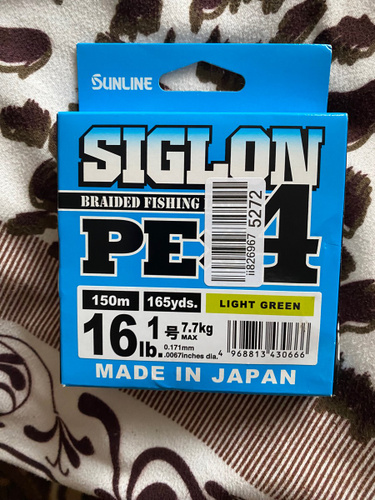 SUNLINE
SIGLON
BRAIDED FISHING
PE×4
ii826967 5272
150m 165yds. LIGHT GREEN
16lb. 1号 7.7kg MAX
0.171mm
.0067inches dia.
4 968813 430666
MADE IN JAPAN